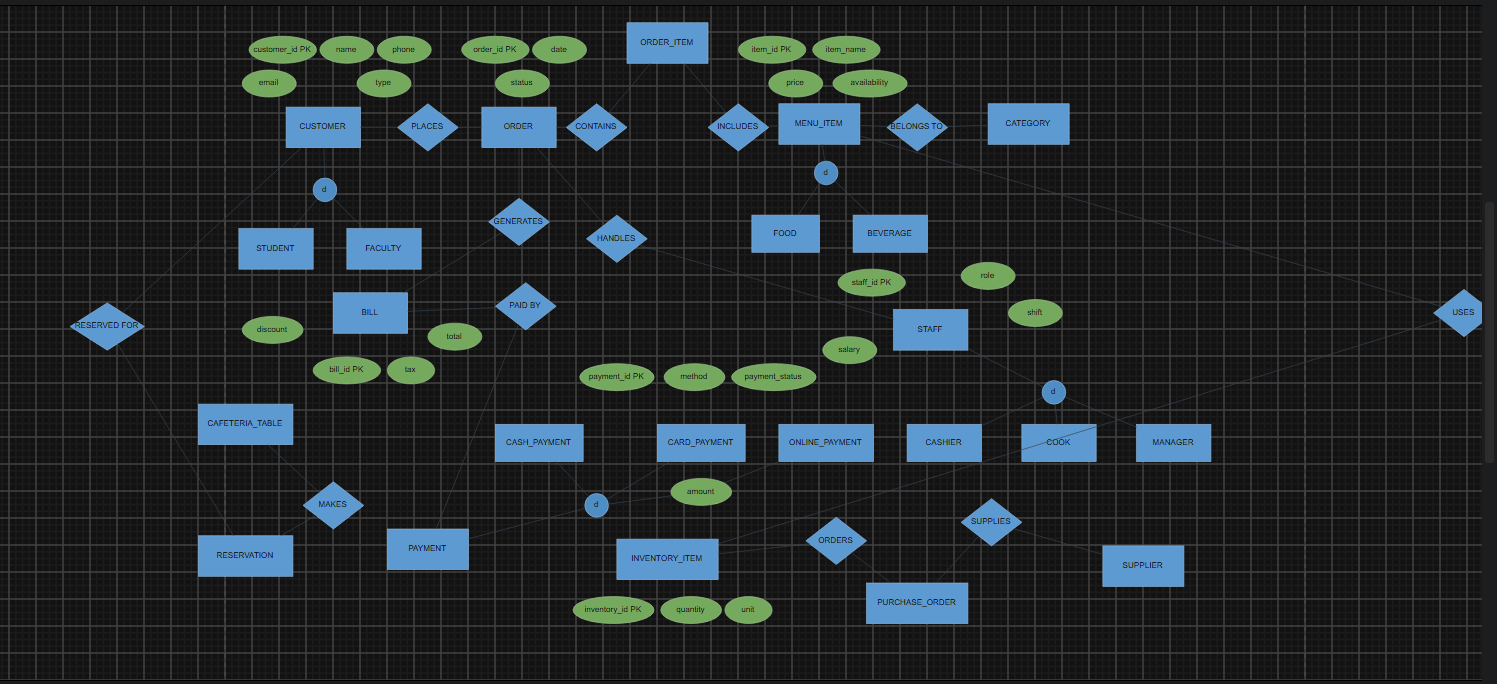 ORDER_ITEM
customer_id PK
name
phone
order_id PK
date
item_id PK
item_name
email
type
status
price
availability
CUSTOMER
PLACES
ORDER
CONTAINS
INCLUDES
MENU_ITEM
BELONGS TO
CATEGORY
d
d
GENERATES
HANDLES
FOOD
BEVERAGE
STUDENT
FACULTY
staff_id PK
role
RESERVED FOR
BILL
PAID BY
shift
USES
discount
total
STAFF
salary
bill_id PK
tax
payment_id PK
method
payment_status
d
CAFETERIA_TABLE
CASH_PAYMENT
CARD_PAYMENT
ONLINE_PAYMENT
CASHIER
COOK
MANAGER
amount
MAKES
d
SUPPLIES
RESERVATION
PAYMENT
INVENTORY_ITEM
ORDERS
SUPPLIER
PURCHASE_ORDER
inventory_id PK
quantity
unit